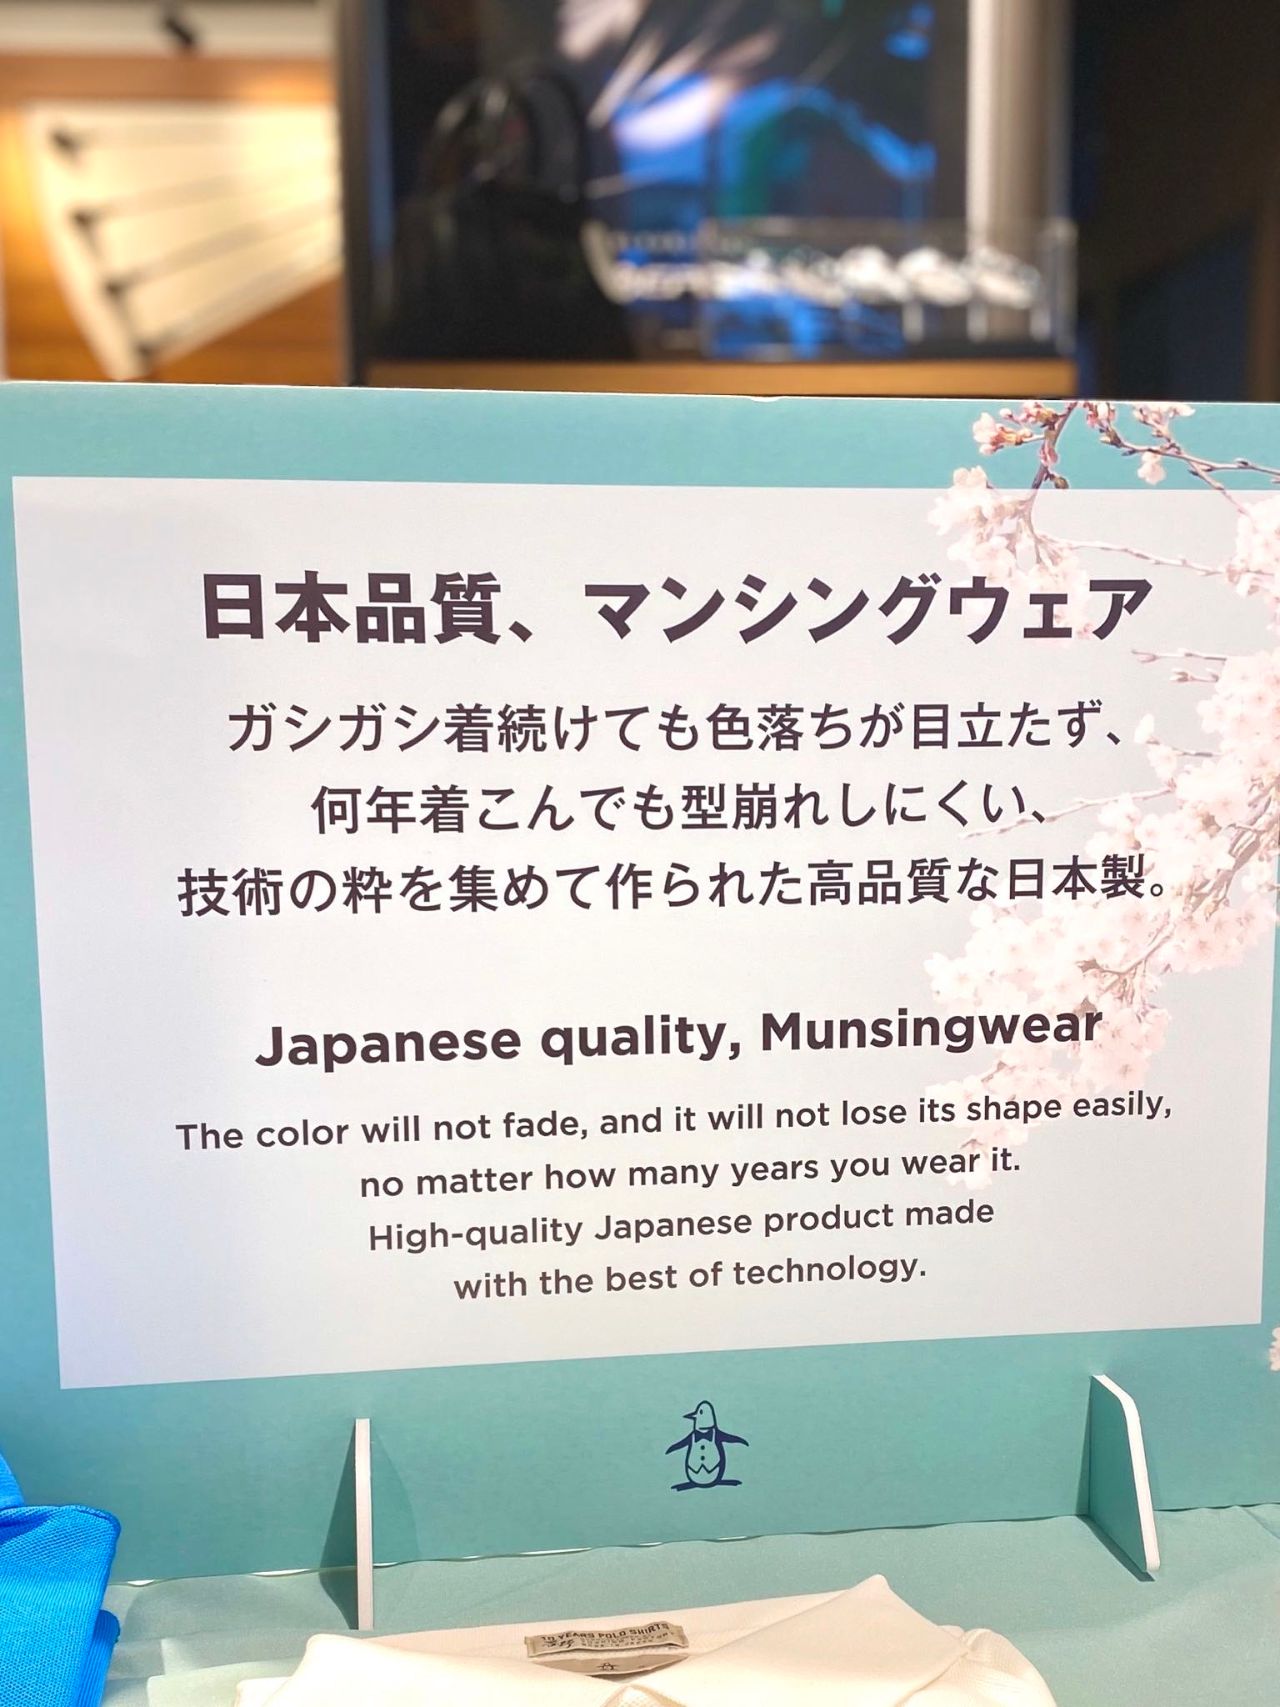 日本品質、マンシングウェア
ガシガシ着続けても色落ちが目立たず、
何年着こんでも型崩れしにくい、
技術の粋を集めて作られた高品質な日本製。
Japanese quality, Munsingwear
The color will not fade, and it will not lose its shape easily,
no matter how many years you wear it.
High-quality Japanese product made
with the best of technology.
10 YEARS POLO SHIRTS